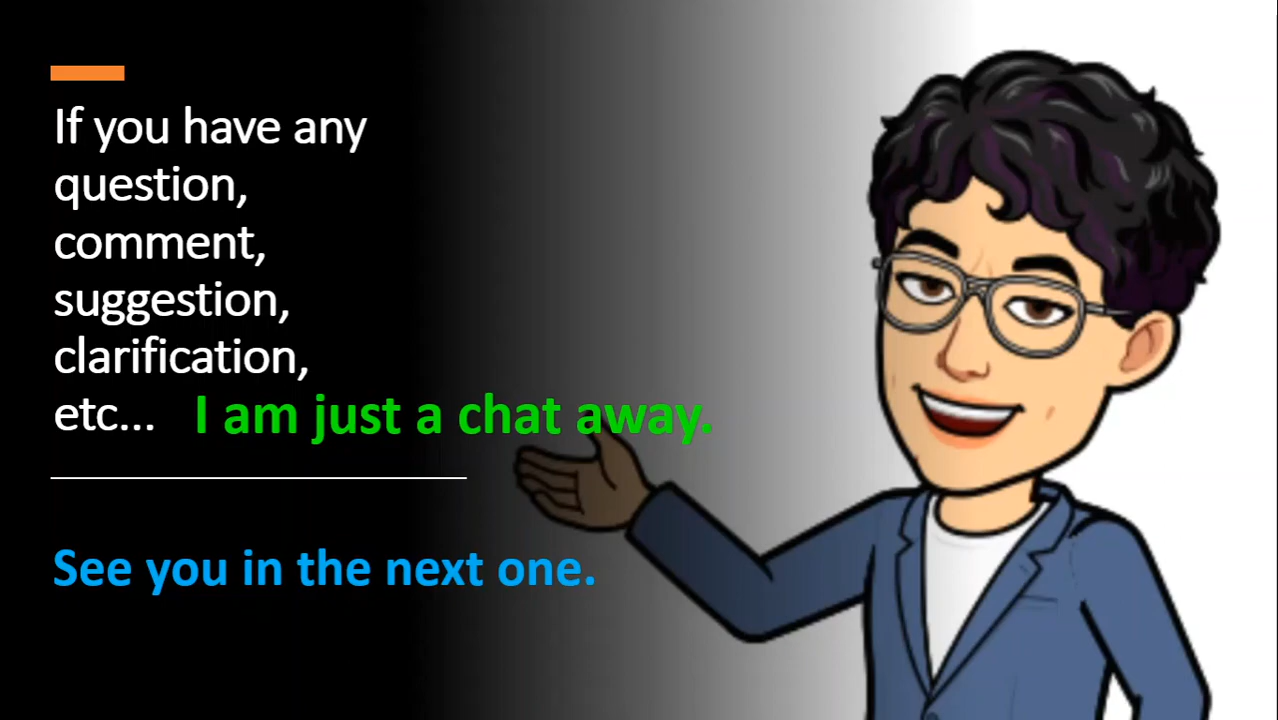 If you have any
question,
comment,
suggestion,
clarification,
etc... I am just a chat away.
See you in the next one.